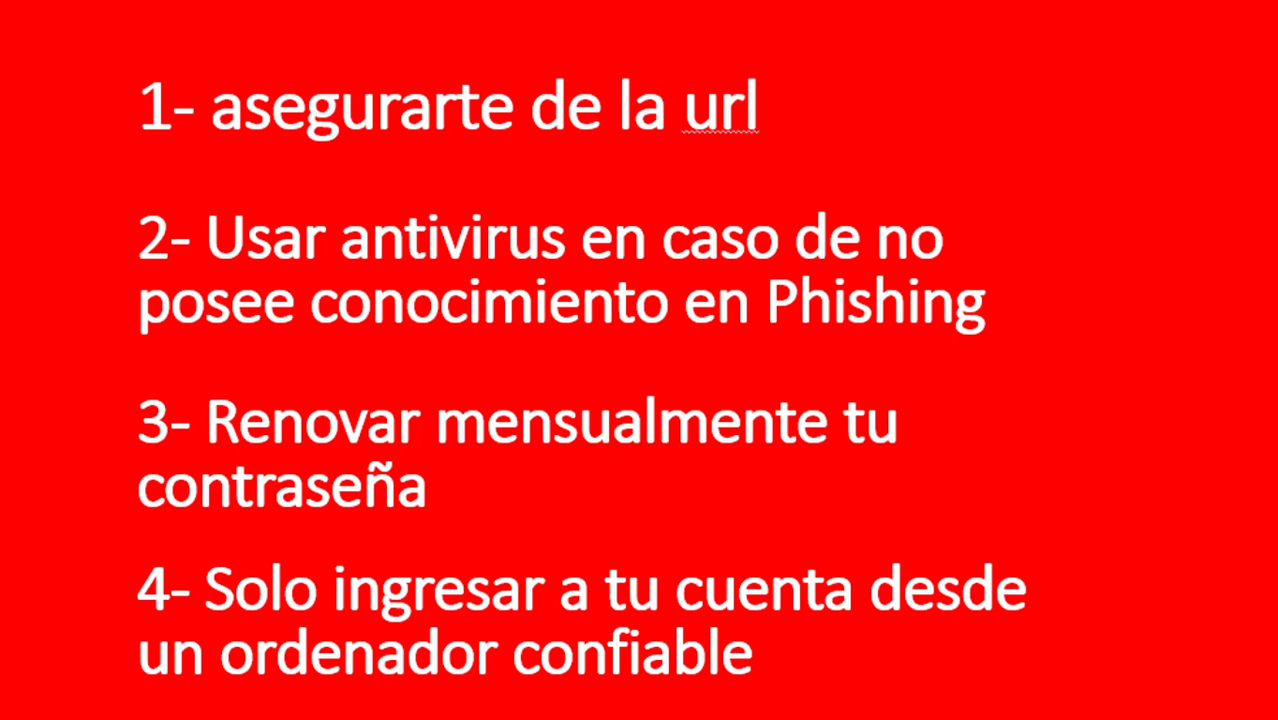 1- asegurarte de la url
2- Usar antivirus en caso de no
posee conocimiento en Phishing
3- Renovar mensualmente tu
contraseña
4- Solo ingresar a tu cuenta desde
un ordenador confiable